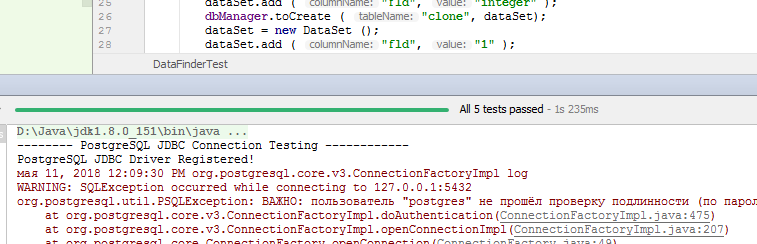 25 dataSet.add ( columnName: "fld", value: "integer" );
26 dbManager.toCreate ( tableName: "clone", dataSet);
27 dataSet = new DataSet ();
28 dataSet.add ( columnName: "fld", value: "1" );
DataFinderTest
All 5 tests passed - 1s 235ms
D:\Java\jdk1.8.0_151\bin\java ...
-------- PostgreSQL JDBC Connection Testing ------------
PostgreSQL JDBC Driver Registered!
мая 11, 2018 12:09:30 PM org.postgresql.core.v3.ConnectionFactoryImpl log
WARNING: SQLException occurred while connecting to 127.0.0.1:5432
org.postgresql.util.PSQLException: ВАЖНО: пользователь "postgres" не прошёл проверку подлинности (по парол
at org.postgresql.core.v3.ConnectionFactoryImpl.doAuthentication(ConnectionFactoryImpl.java:475)
at org.postgresql.core.v3.ConnectionFactoryImpl.openConnectionImpl(ConnectionFactoryImpl.java:207)
at org.postgresql.core.ConnectionFactory.openConnection(ConnectionFactory.java:49)